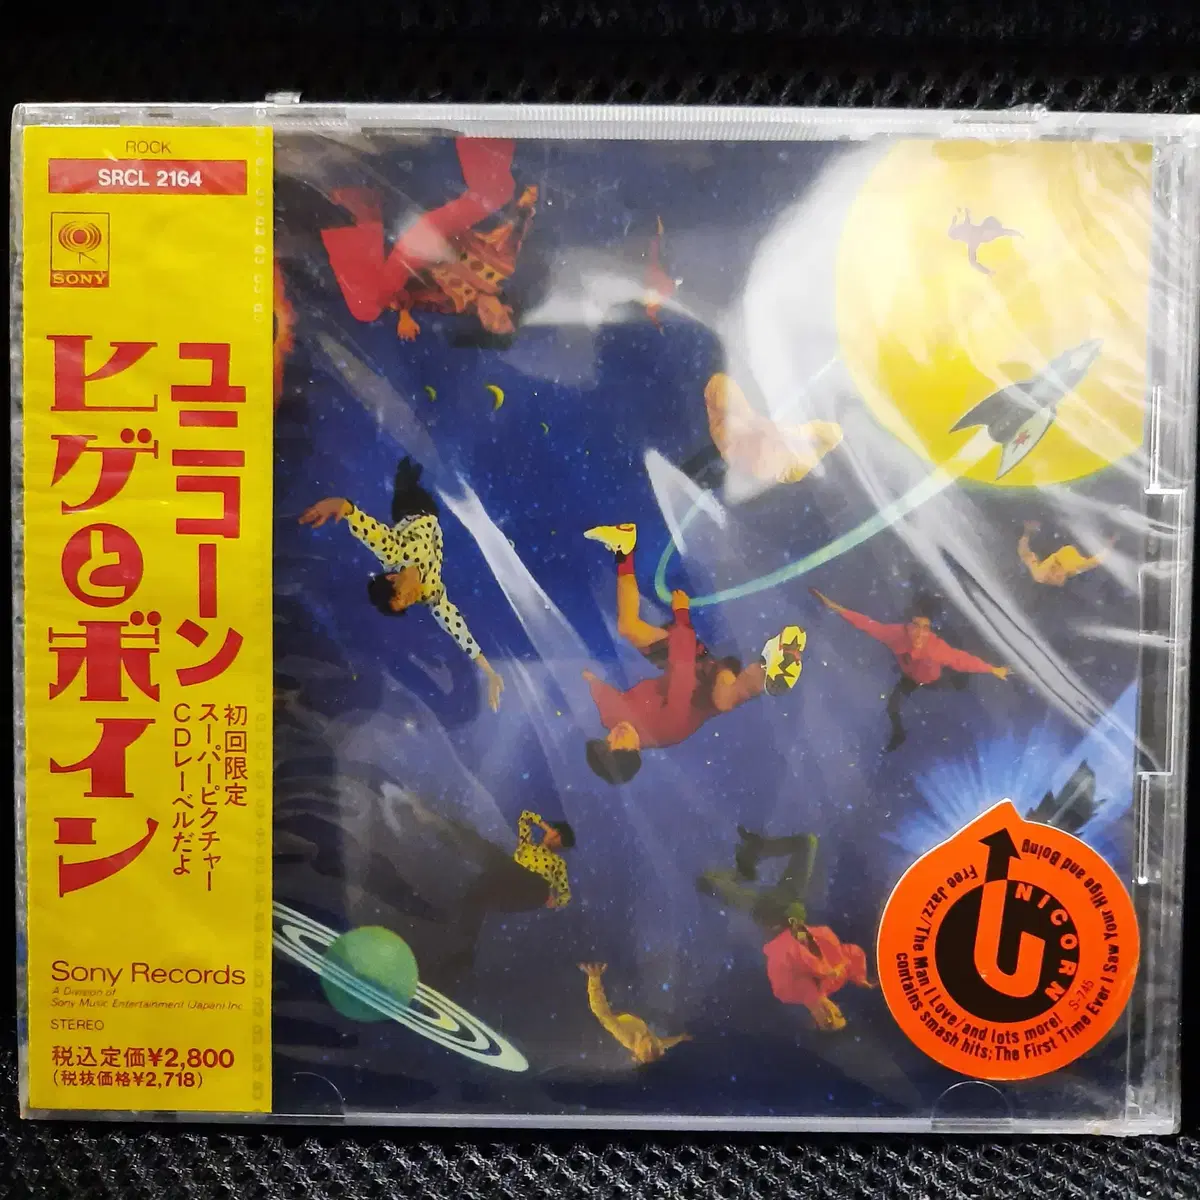 ROCK
SRCL 2164
SONY
ユニコーン
ヒゲとボイン
初回限定
スーパーピクチャー
CDレーベルだよ
Sony Records
A Division of
Sony Music Entertainment (Japan) Inc.
STEREO
税込定価¥2,800
(税抜価格¥2,718)
UNICORN
S-745
contains smash hits; The First Time Ever I Saw Your Hige and Boing
Free Jazz/The Man I Love/and lots more!